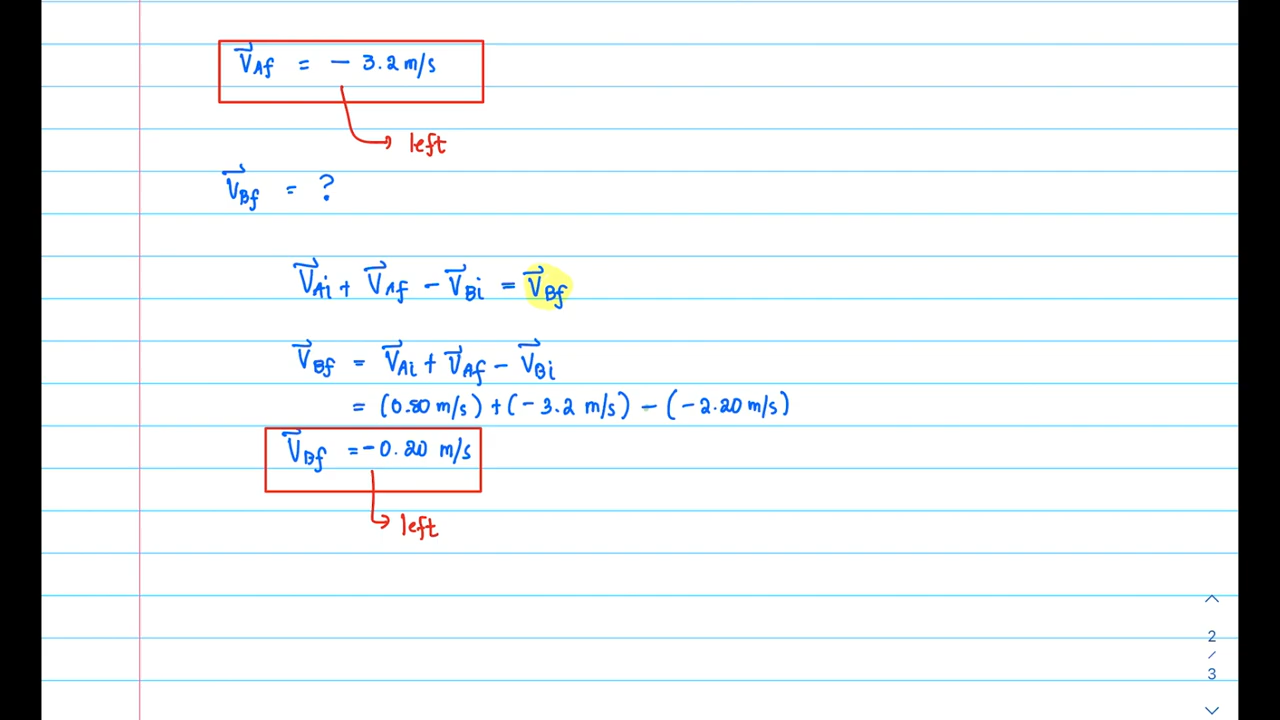 V⃗Af = − 3.2 m/s
left
V⃗Bf = ?
V⃗Ai + V⃗Af − V⃗Bi = V⃗Bf
V⃗Bf = V⃗Ai + V⃗Af − V⃗Bi
= (0.80 m/s) + (− 3.2 m/s) − (− 2.20 m/s)
V⃗Bf = −0.20 m/s
left
2
/
3